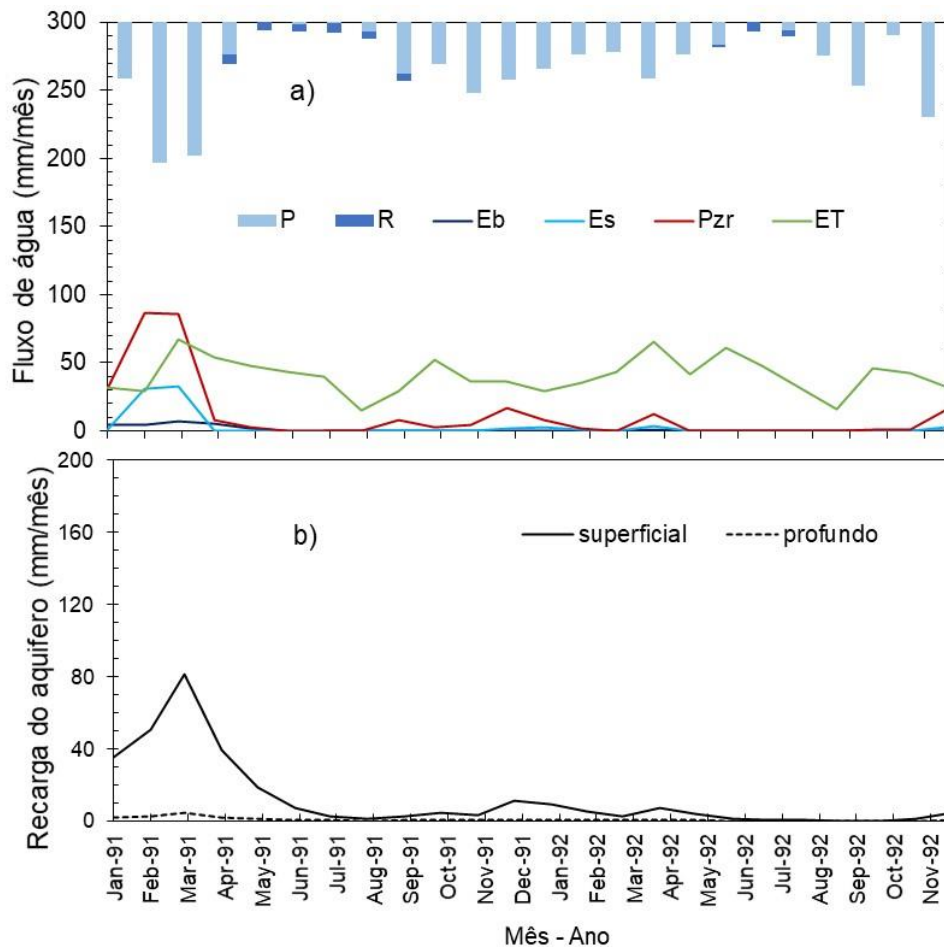 Fluxo de água (mm/mês)
300
250
200
150
100
50
0
a)
P R Eb Es Pzr ET
Recarga do aquifero (mm/mês)
200
160
120
80
40
0
b)
superficial profundo
Jan-91 Feb-91 Mar-91 Apr-91 May-91 Jun-91 Jul-91 Aug-91 Sep-91 Oct-91 Nov-91 Dec-91 Jan-92 Feb-92 Mar-92 Apr-92 May-92 Jun-92 Jul-92 Aug-92 Sep-92 Oct-92 Nov-92
Mês - Ano